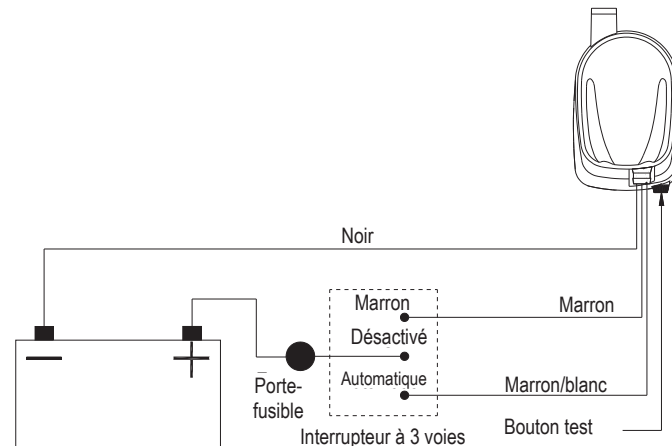 Noir
Marron
Marron
Désactivé
Automatique
Marron/blanc
Porte-
fusible
Bouton test
Interrupteur à 3 voies